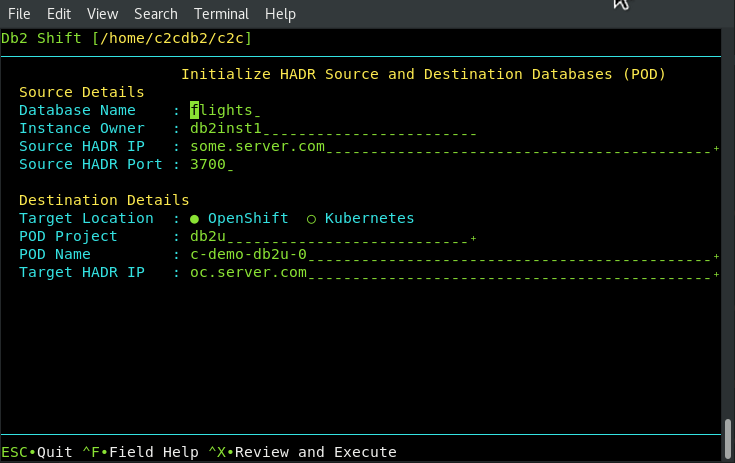 File Edit View Search Terminal Help
Db2 Shift [/home/c2cdb2/c2c]
Initialize HADR Source and Destination Databases (POD)
Source Details
Database Name : flights_
Instance Owner : db2inst1________________________
Source HADR IP : some.server.com___________________________________________+
Source HADR Port : 3700_
Destination Details
Target Location : ● OpenShift ○ Kubernetes
POD Project : db2u___________________________+
POD Name : c-demo-db2u-0_____________________________________________+
Target HADR IP : oc.server.com_____________________________________________+
ESC•Quit ^F•Field Help ^X•Review and Execute